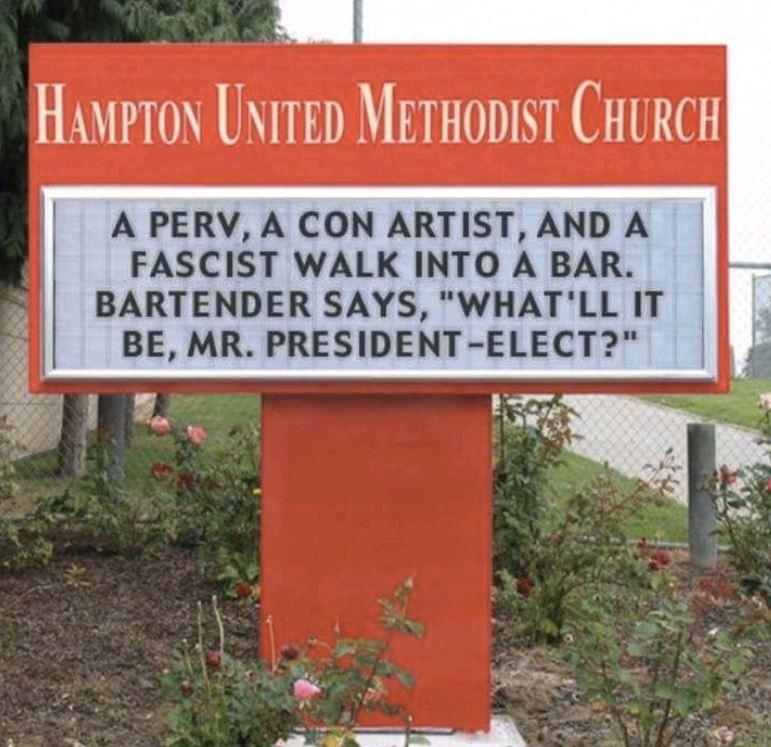 HAMPTON UNITED METHODIST CHURCH
A PERV, A CON ARTIST, AND A
FASCIST WALK INTO A BAR.
BARTENDER SAYS, "WHAT'LL IT
BE, MR. PRESIDENT-ELECT?"